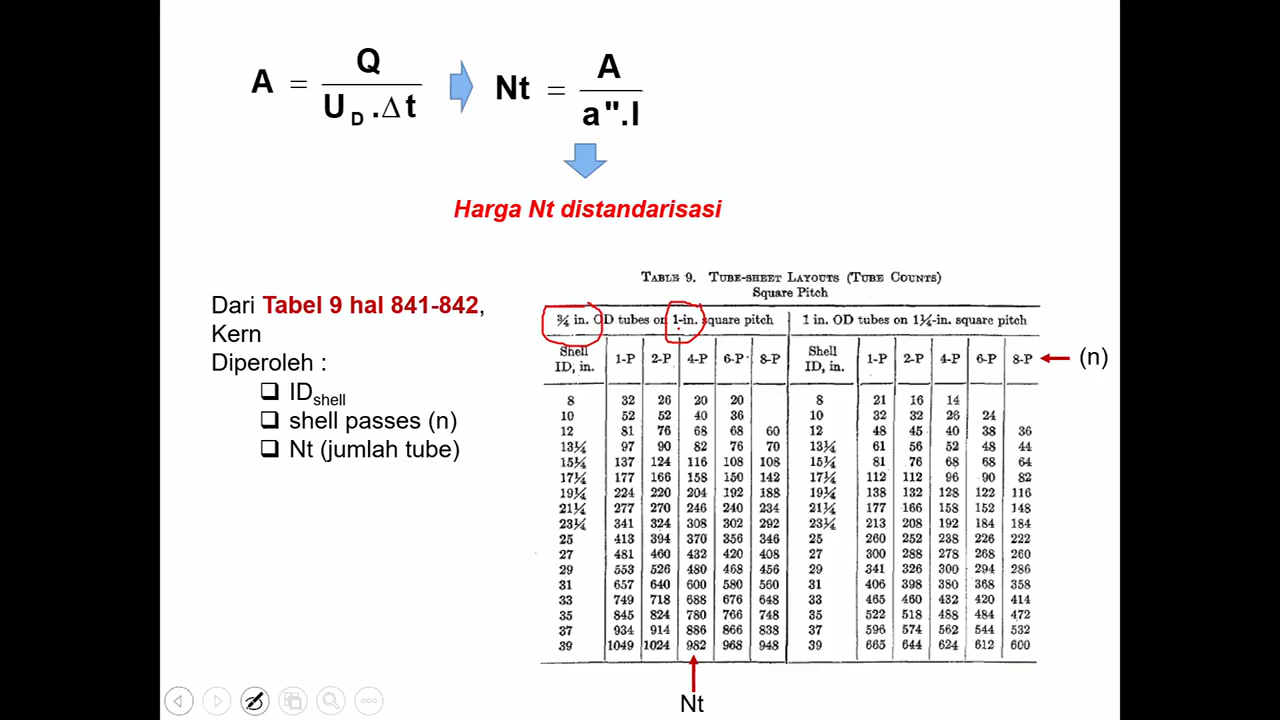 A = Q / U D . Δt
Nt = A / a".l
Harga Nt distandarisasi
Dari Tabel 9 hal 841-842,
Kern
Diperoleh :
❑ IDshell
❑ shell passes (n)
❑ Nt (jumlah tube)
TABLE 9. TUBE-SHEET LAYOUTS (TUBE COUNTS)
Square Pitch
¾ in. OD tubes on 1-in. square pitch 1 in. OD tubes on 1¼-in. square pitch
Shell ID, in. 1-P 2-P 4-P 6-P 8-P Shell ID, in. 1-P 2-P 4-P 6-P 8-P (n)
8 32 26 20 20 8 21 16 14
10 52 52 40 36 10 32 32 26 24
12 81 76 68 68 60 12 48 45 40 38 36
13¼ 97 90 82 76 70 13¼ 61 56 52 48 44
15¼ 137 124 116 108 108 15¼ 81 76 68 68 64
17¼ 177 166 158 150 142 17¼ 112 112 96 90 82
19¼ 224 220 204 192 188 19¼ 138 132 128 122 116
21¼ 277 270 246 240 234 21¼ 177 166 158 152 148
23¼ 341 324 308 302 292 23¼ 213 208 192 184 184
25 413 394 370 356 346 25 260 252 238 226 222
27 481 460 432 420 408 27 300 288 278 268 260
29 553 526 480 468 456 29 341 326 300 294 286
31 657 640 600 580 560 31 406 398 380 368 358
33 749 718 688 676 648 33 465 460 432 420 414
35 845 824 780 766 748 35 522 518 488 484 472
37 934 914 886 866 838 37 596 574 562 544 532
39 1049 1024 982 968 948 39 665 644 624 612 600
Nt